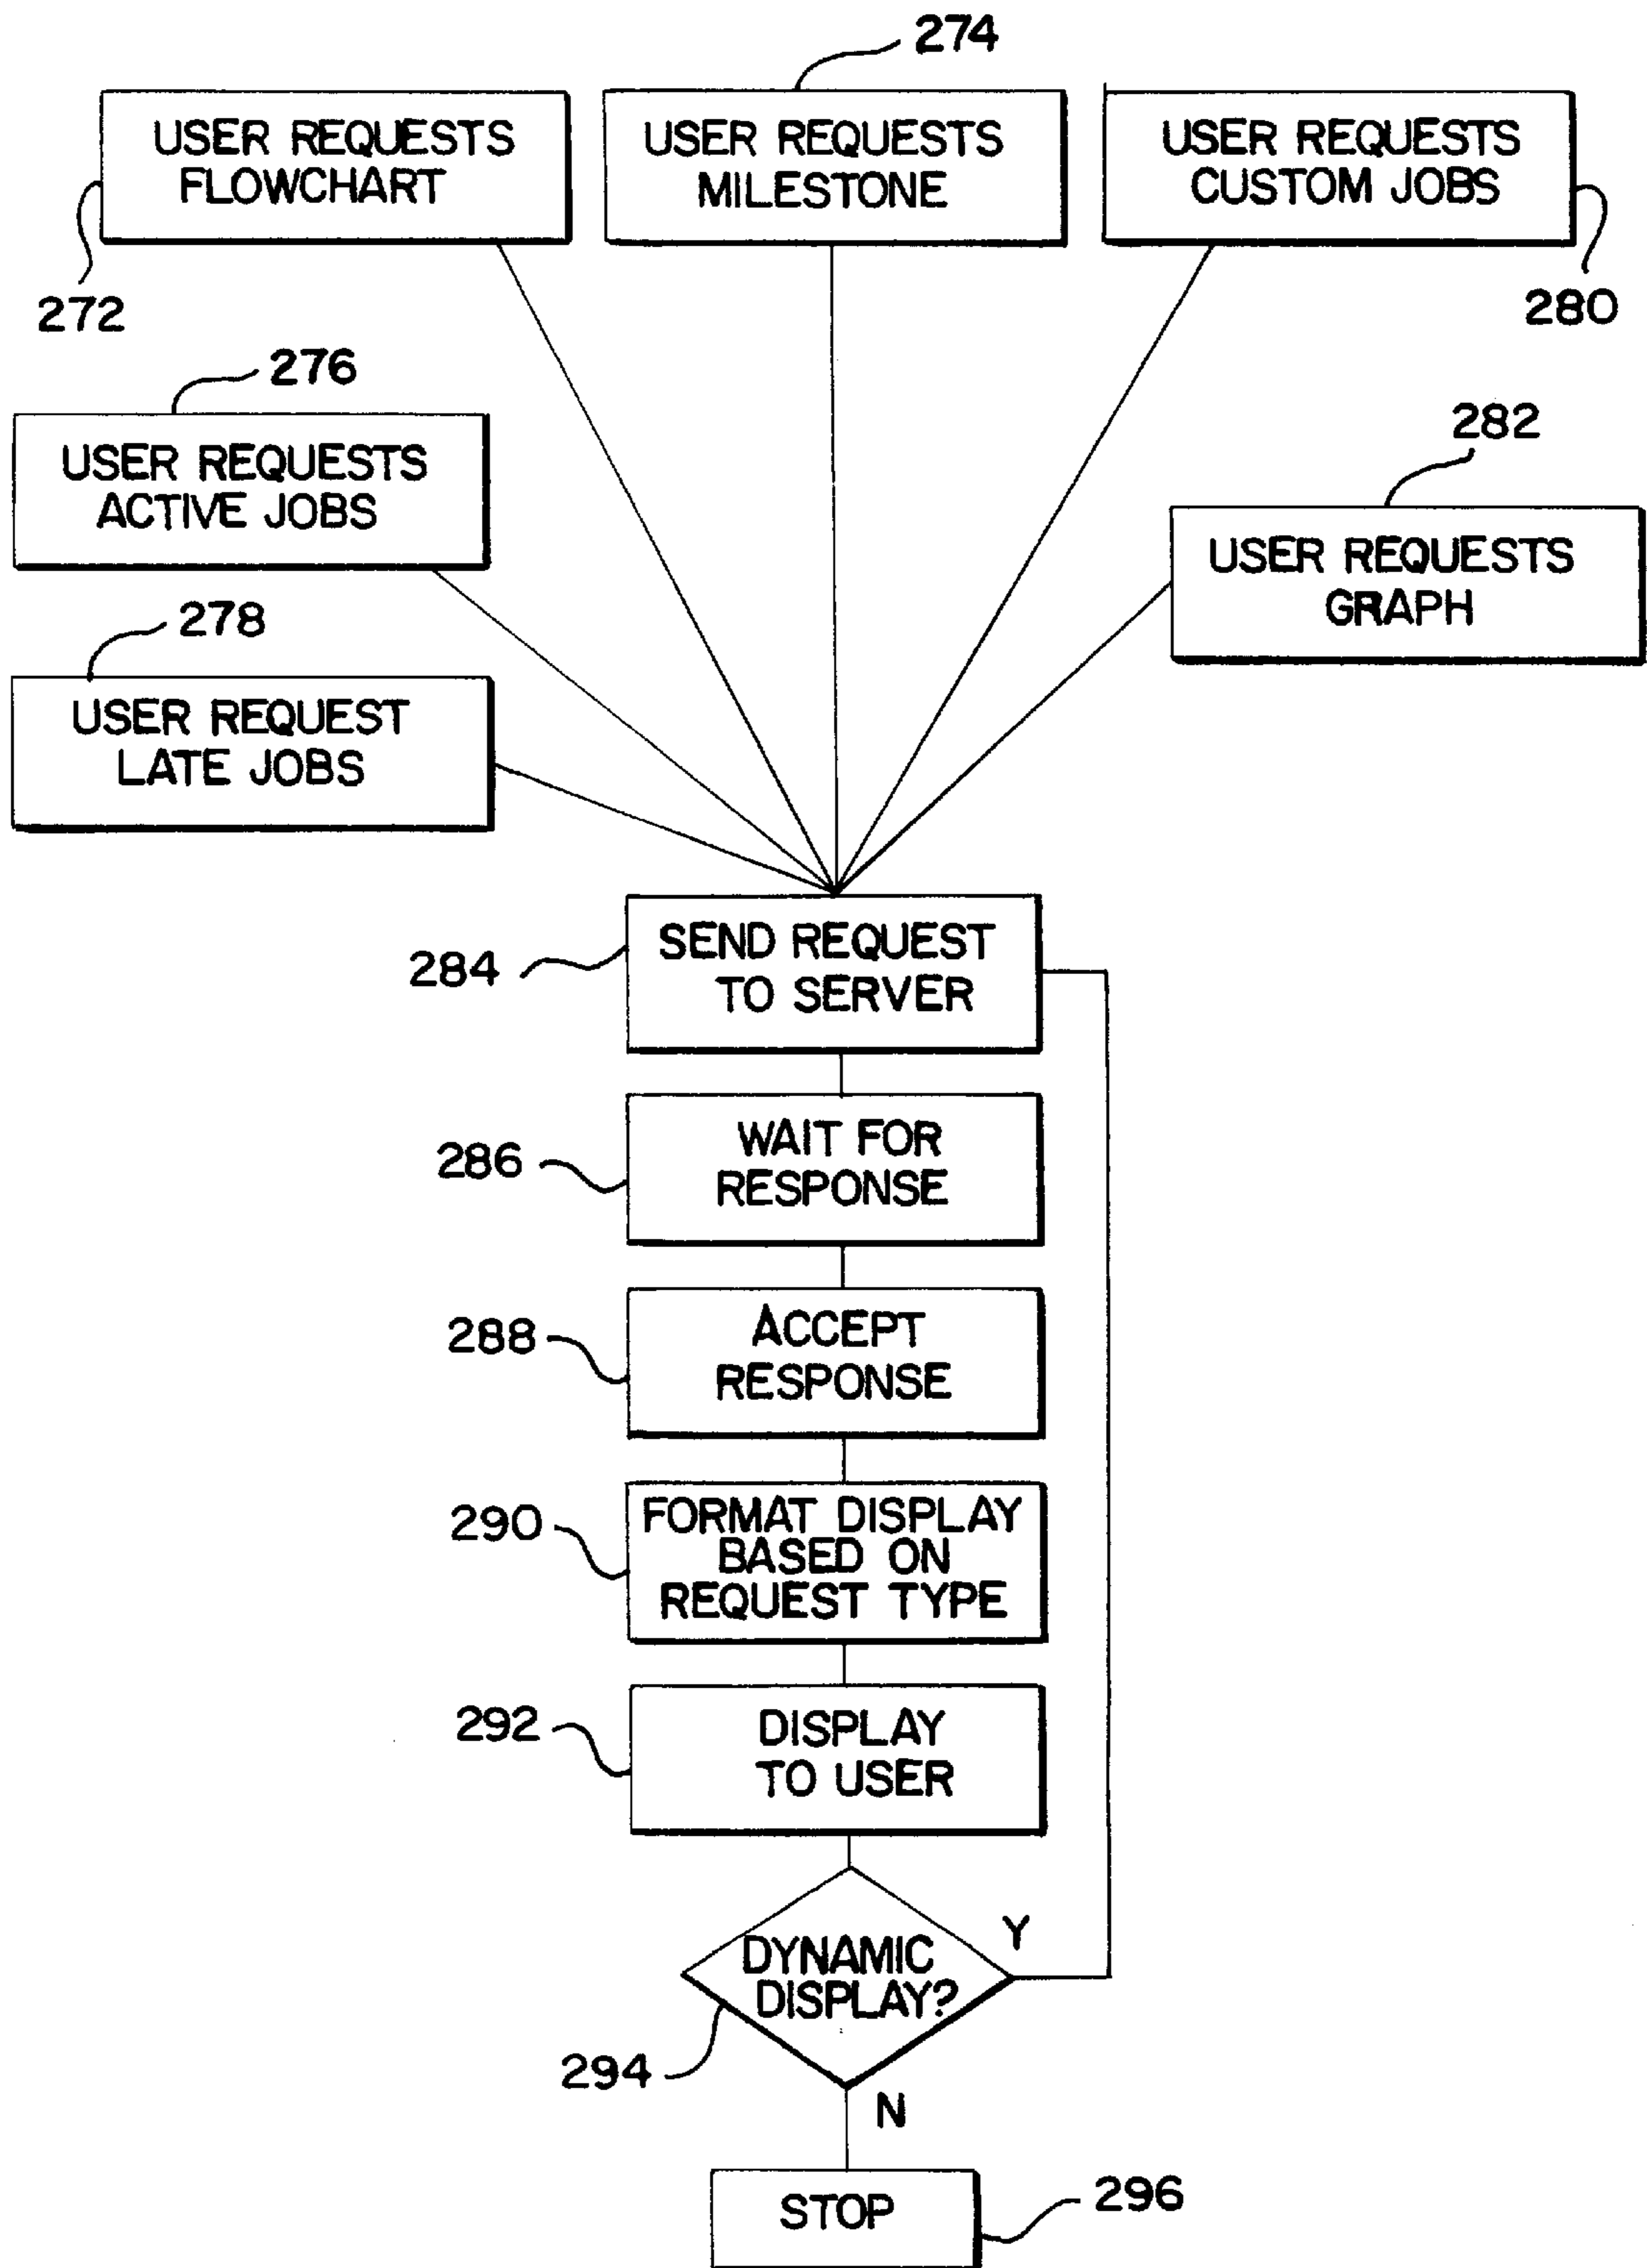 274
USER REQUESTS
FLOWCHART
USER REQUESTS
MILESTONE
USER REQUESTS
CUSTOM JOBS
272
280
276
USER REQUESTS
ACTIVE JOBS
282
USER REQUESTS
GRAPH
278
USER REQUEST
LATE JOBS
284
SEND REQUEST
TO SERVER
286
WAIT FOR
RESPONSE
288
ACCEPT
RESPONSE
290
FORMAT DISPLAY
BASED ON
REQUEST TYPE
292
DISPLAY
TO USER
Y
DYNAMIC
DISPLAY?
294
N
STOP
296